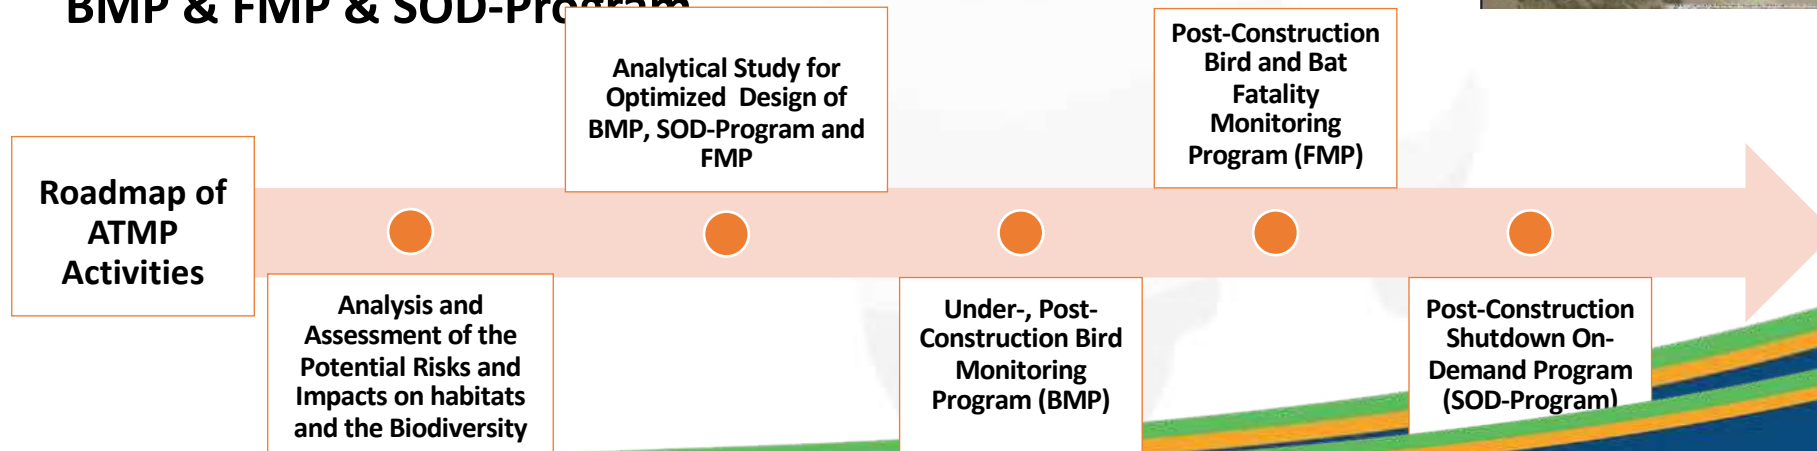 BMP & FMP & SOD-Program
Roadmap of
ATMP
Activities
Analysis and
Assessment of the
Potential Risks and
Impacts on habitats
and the Biodiversity
Analytical Study for
Optimized Design of
BMP, SOD-Program and
FMP
Under-, Post-
Construction Bird
Monitoring
Program (BMP)
Post-Construction
Bird and Bat
Fatality
Monitoring
Program (FMP)
Post-Construction
Shutdown On-
Demand Program
(SOD-Program)